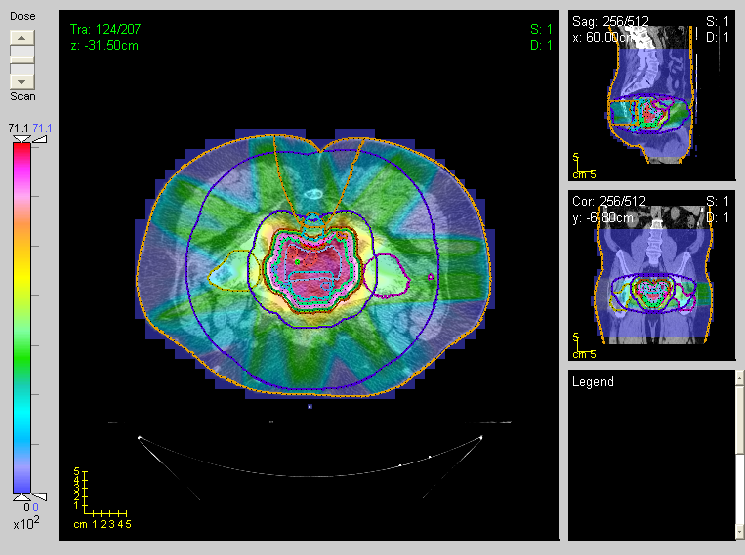 Dose
Scan
71.1 71.1
0 0
x10²
Tra: 124/207
z: -31.50cm
S: 1
D: 1
5
4
3
2
1
cm 1 2 3 4 5
Sag: 256/512
x: 60.00cm
S: 1
D: 1
5
cm 5
Cor: 256/512
y: -6.80cm
S: 1
D: 1
5
cm 5
Legend